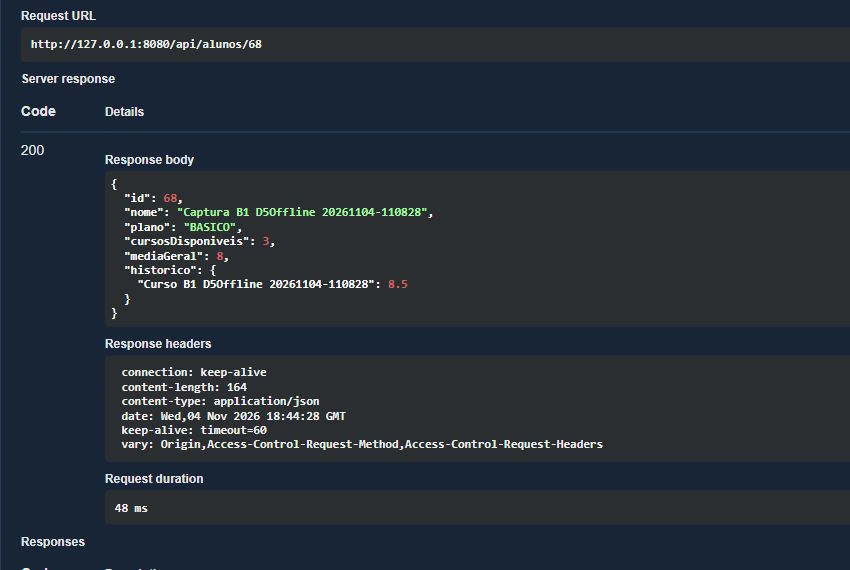 Request URL
http://127.0.0.1:8080/api/alunos/68
Server response
Code Details
200
Response body
{
"id": 68,
"nome": "Captura B1 D5Offline 20261104-110828",
"plano": "BASICO",
"cursosDisponiveis": 3,
"mediaGeral": 8,
"historico": {
"Curso B1 D5Offline 20261104-110828": 8.5
}
}
Response headers
connection: keep-alive
content-length: 164
content-type: application/json
date: Wed,04 Nov 2026 18:44:28 GMT
keep-alive: timeout=60
vary: Origin,Access-Control-Request-Method,Access-Control-Request-Headers
Request duration
48 ms
Responses